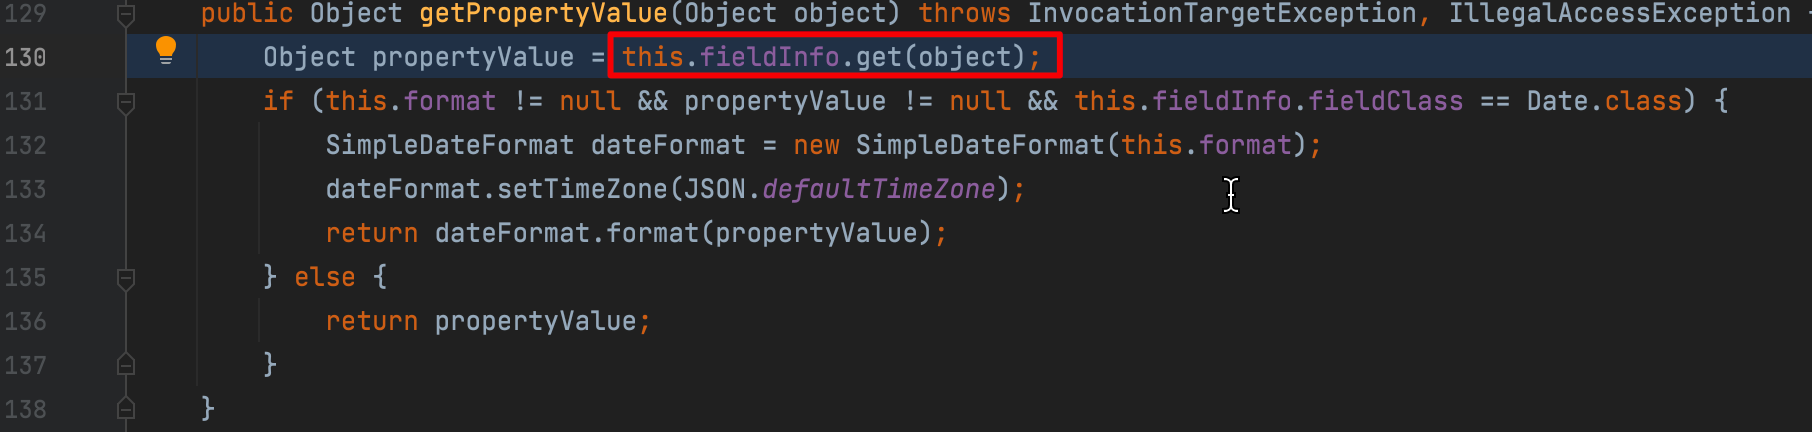 129 public Object getPropertyValue(Object object) throws InvocationTargetException, IllegalAccessException
130 Object propertyValue = this.fieldInfo.get(object);
131 if (this.format != null && propertyValue != null && this.fieldInfo.fieldClass == Date.class) {
132 SimpleDateFormat dateFormat = new SimpleDateFormat(this.format);
133 dateFormat.setTimeZone(JSON.defaultTimeZone);
134 return dateFormat.format(propertyValue);
135 } else {
136 return propertyValue;
137 }
138 }